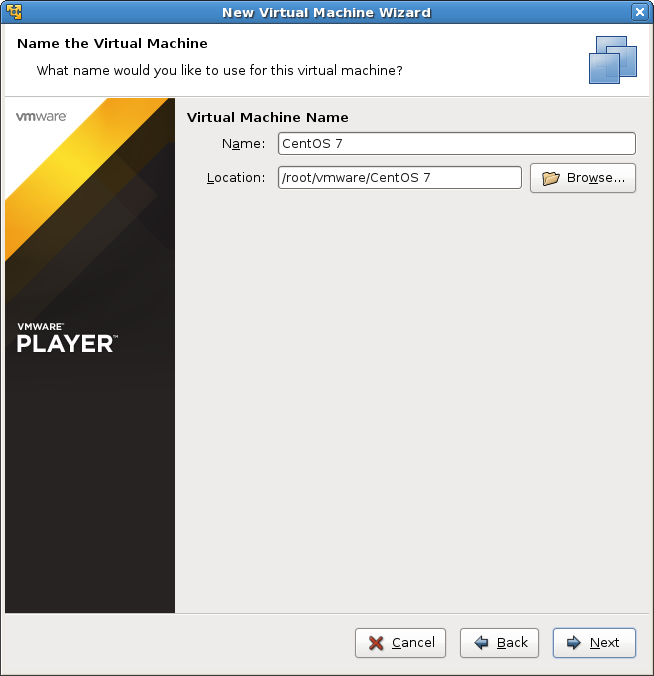 New Virtual Machine Wizard
Name the Virtual Machine
What name would you like to use for this virtual machine?
vmware
Virtual Machine Name
Name: CentOS 7
Location: /root/vmware/CentOS 7 Browse...
VMWARE®
PLAYER™
Cancel Back Next